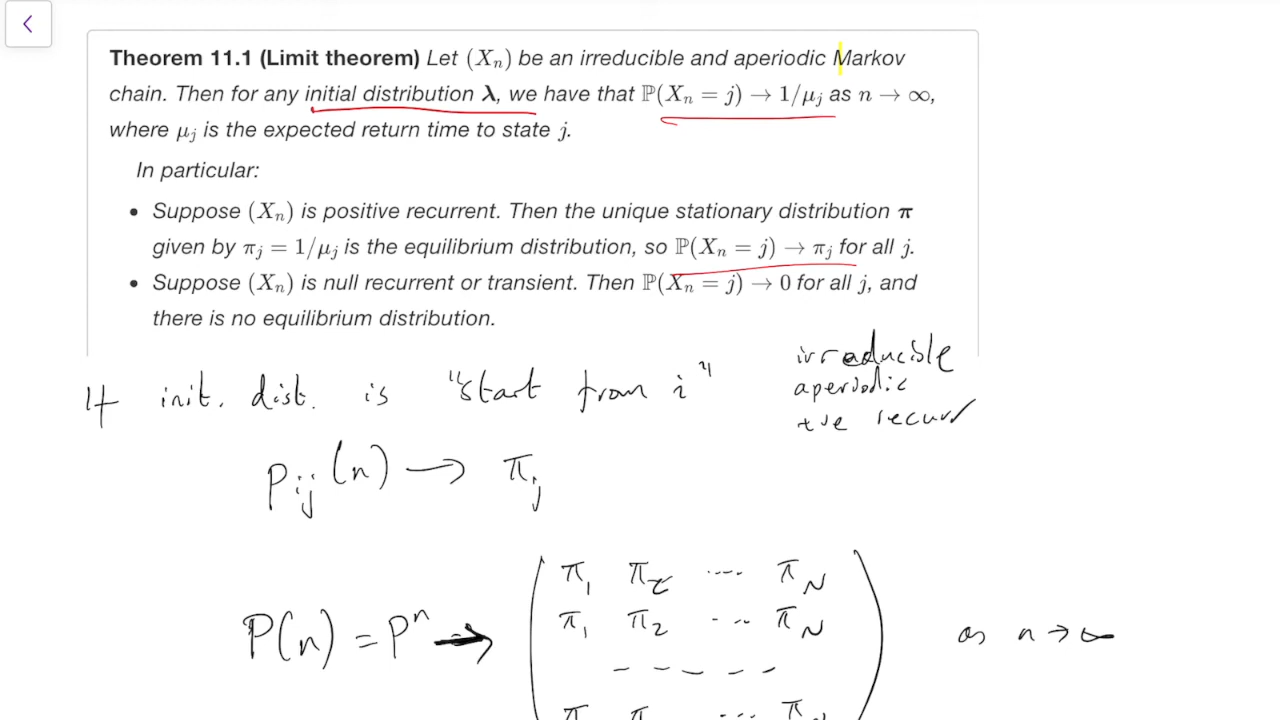 Theorem 11.1 (Limit theorem) Let (Xₙ) be an irreducible and aperiodic Markov
chain. Then for any initial distribution λ, we have that ℙ(Xₙ = j) → 1/μⱼ as n → ∞,
where μⱼ is the expected return time to state j.
In particular:
• Suppose (Xₙ) is positive recurrent. Then the unique stationary distribution π
given by πⱼ = 1/μⱼ is the equilibrium distribution, so ℙ(Xₙ = j) → πⱼ for all j.
• Suppose (Xₙ) is null recurrent or transient. Then ℙ(Xₙ = j) → 0 for all j, and
there is no equilibrium distribution.
irreducible
If init. dist. is "start from i"
aperiodic
+ve recurr
pᵢⱼ(n) → πⱼ
π₁ π₂ ... π_N
P(n) = Pⁿ → π₁ π₂ ... π_N as n → ∞
- - - - -
π π ... π